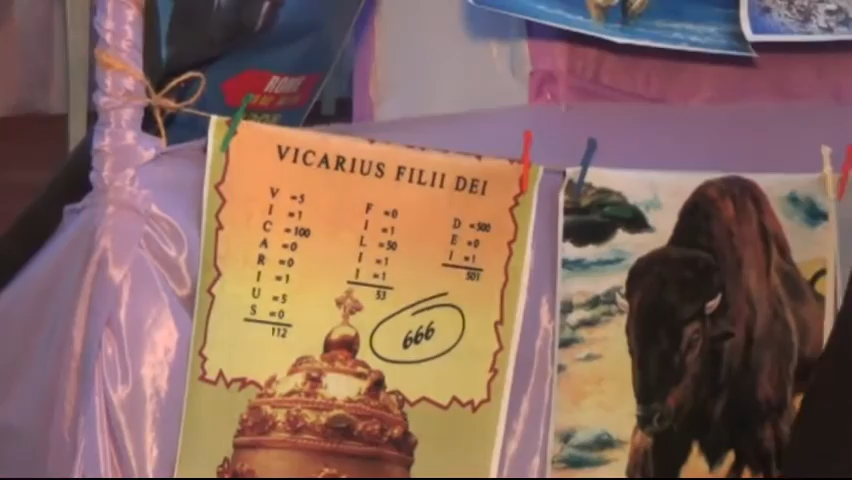 ROME
VICARIUS FILII DEI
V =5
I =1
C =100
A =0
R =0
I =1
U =5
S =0
112
F =0
I =1
L =50
I =1
I =1
53
D =500
E =0
I =1
501
666